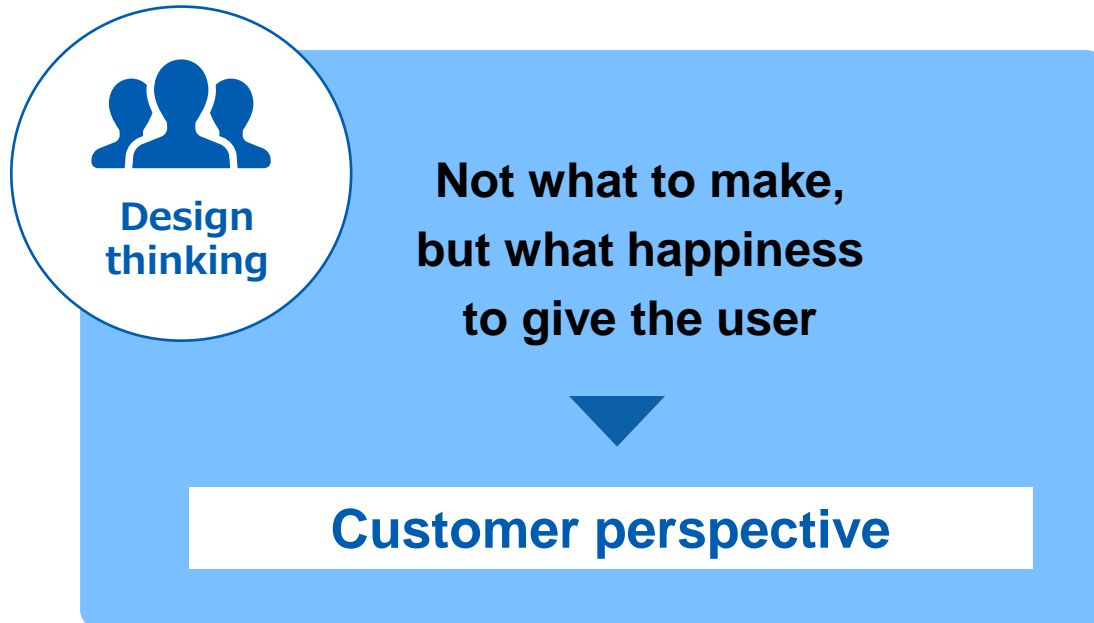 Design
thinking
Not what to make,
but what happiness
to give the user
Customer perspective